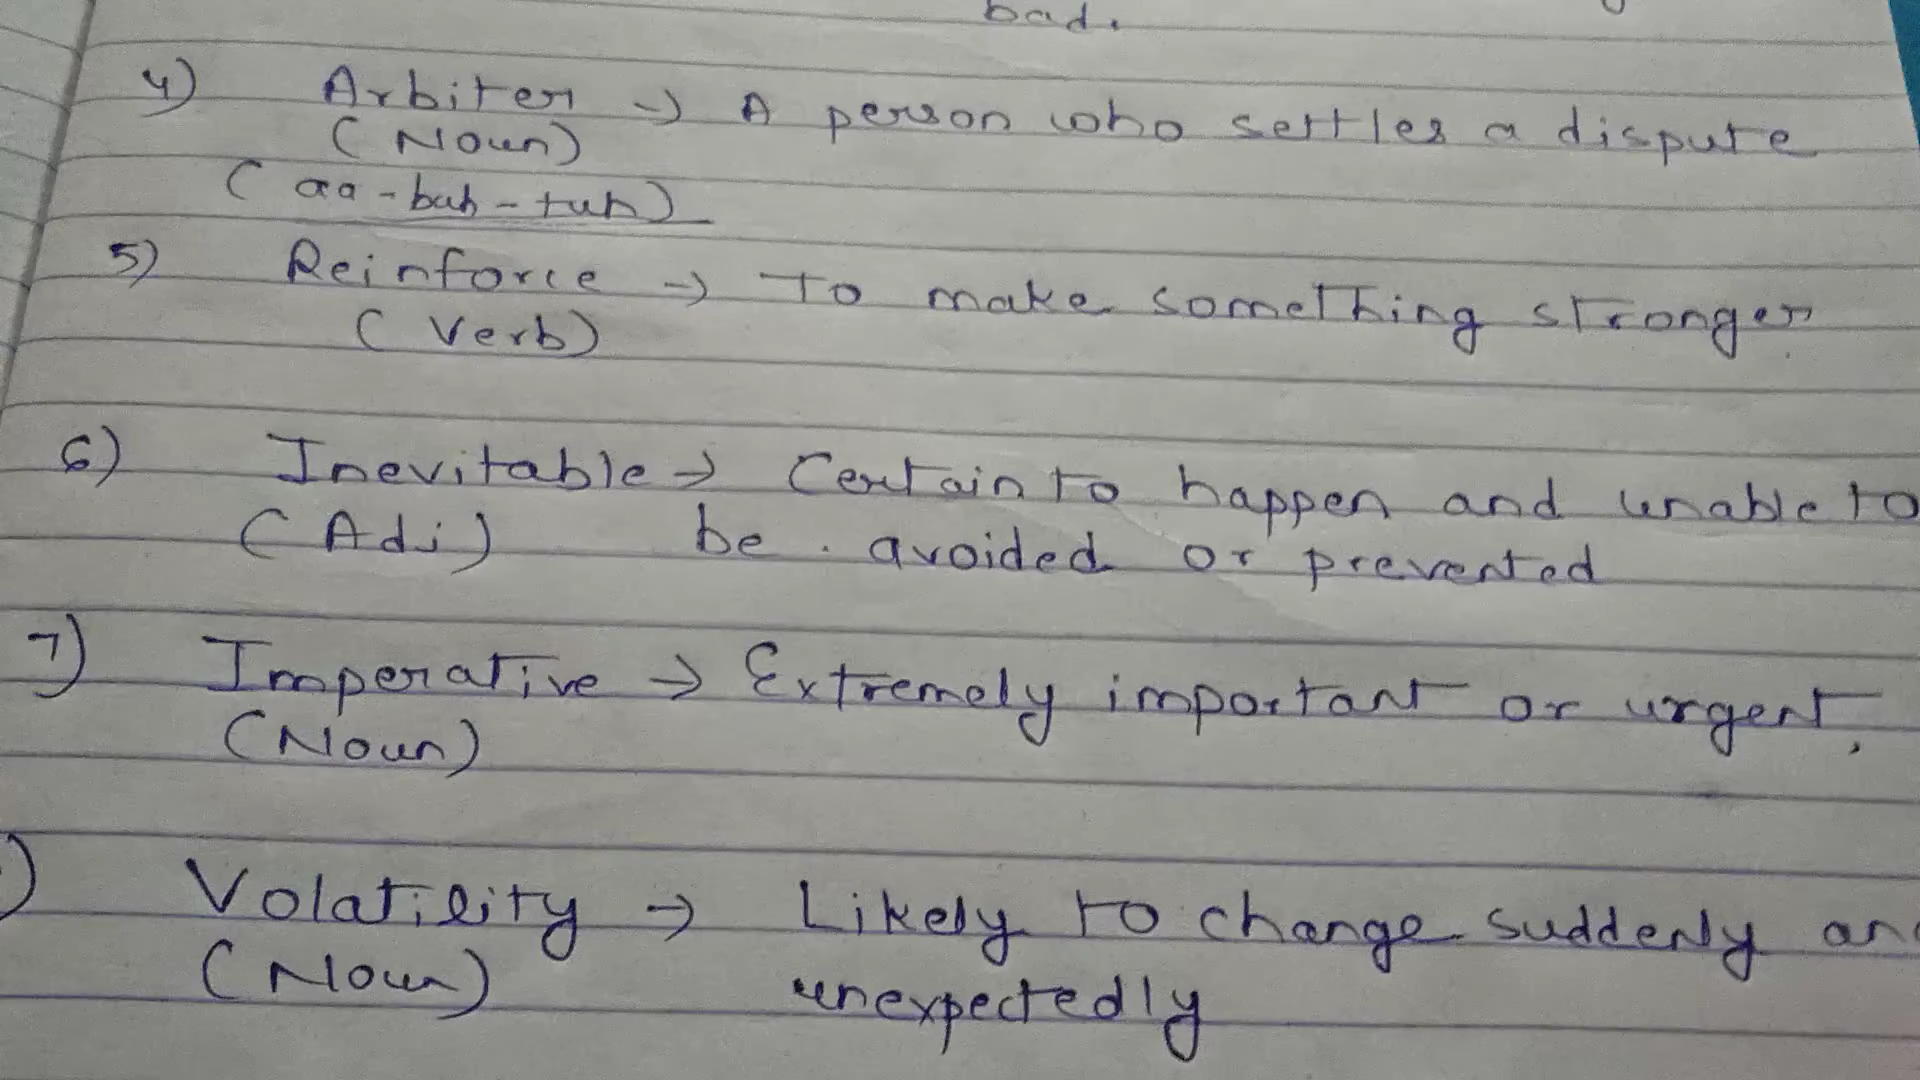 bad.
4) Arbiter → A person who settles a dispute
(Noun)
(aa-buh-tuh)
5) Reinforce → To make something stronger
(Verb)
6) Inevitable → Certain to happen and unable to
(Adj) be. avoided or prevented
7) Imperative → Extremely important or urgent.
(Noun)
) Volatility → Likely to change suddenly an
(Noun) unexpectedly